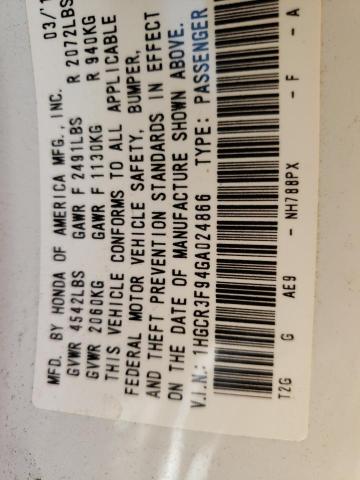 MFD. BY HONDA OF AMERICA MFG., INC. 03/1
GVWR 4542LBS GAWR F 2491LBS R 2072LBS
GVWR 2060KG GAWR F 1130KG R 940KG
THIS VEHICLE CONFORMS TO ALL APPLICABLE
FEDERAL MOTOR VEHICLE SAFETY, BUMPER,
AND THEFT PREVENTION STANDARDS IN EFFECT
ON THE DATE OF MANUFACTURE SHOWN ABOVE.
V.I.N.: 1HGCR3F94GA024866 TYPE: PASSENGER
T2G G AE9 - NH788PX - F - A